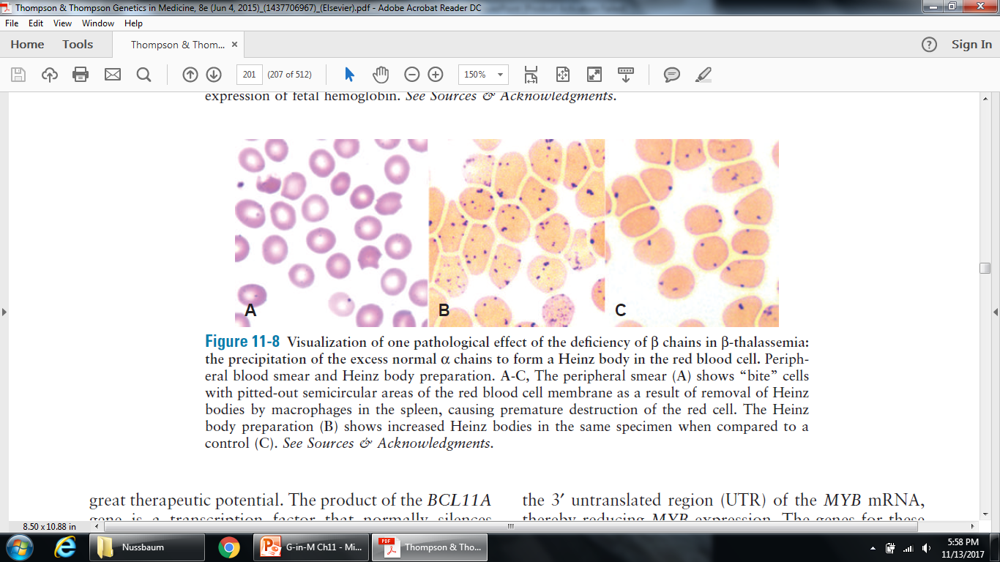 Thompson & Thompson Genetics in Medicine, 8e (Jun 4, 2015)_(1437706967)_(Elsevier).pdf - Adobe Acrobat Reader DC
File Edit View Window Help
Home Tools Thompson & Thom... × ? Sign In
201 (207 of 512) 150%
expression of fetal hemoglobin. See Sources & Acknowledgments.
A B C
Figure 11-8 Visualization of one pathological effect of the deficiency of β chains in β-thalassemia:
the precipitation of the excess normal α chains to form a Heinz body in the red blood cell. Periph-
eral blood smear and Heinz body preparation. A-C, The peripheral smear (A) shows “bite” cells
with pitted-out semicircular areas of the red blood cell membrane as a result of removal of Heinz
bodies by macrophages in the spleen, causing premature destruction of the red cell. The Heinz
body preparation (B) shows increased Heinz bodies in the same specimen when compared to a
control (C). See Sources & Acknowledgments.
great therapeutic potential. The product of the BCL11A
gene is a transcription factor that normally silences
the 3′ untranslated region (UTR) of the MYB mRNA,
thereby reducing MYB expression. The genes for these
8.50 x 10.88 in
Nussbaum
G-in-M Ch11 - Mi...
PDF
Thompson & Tho...
5:58 PM
11/13/2017